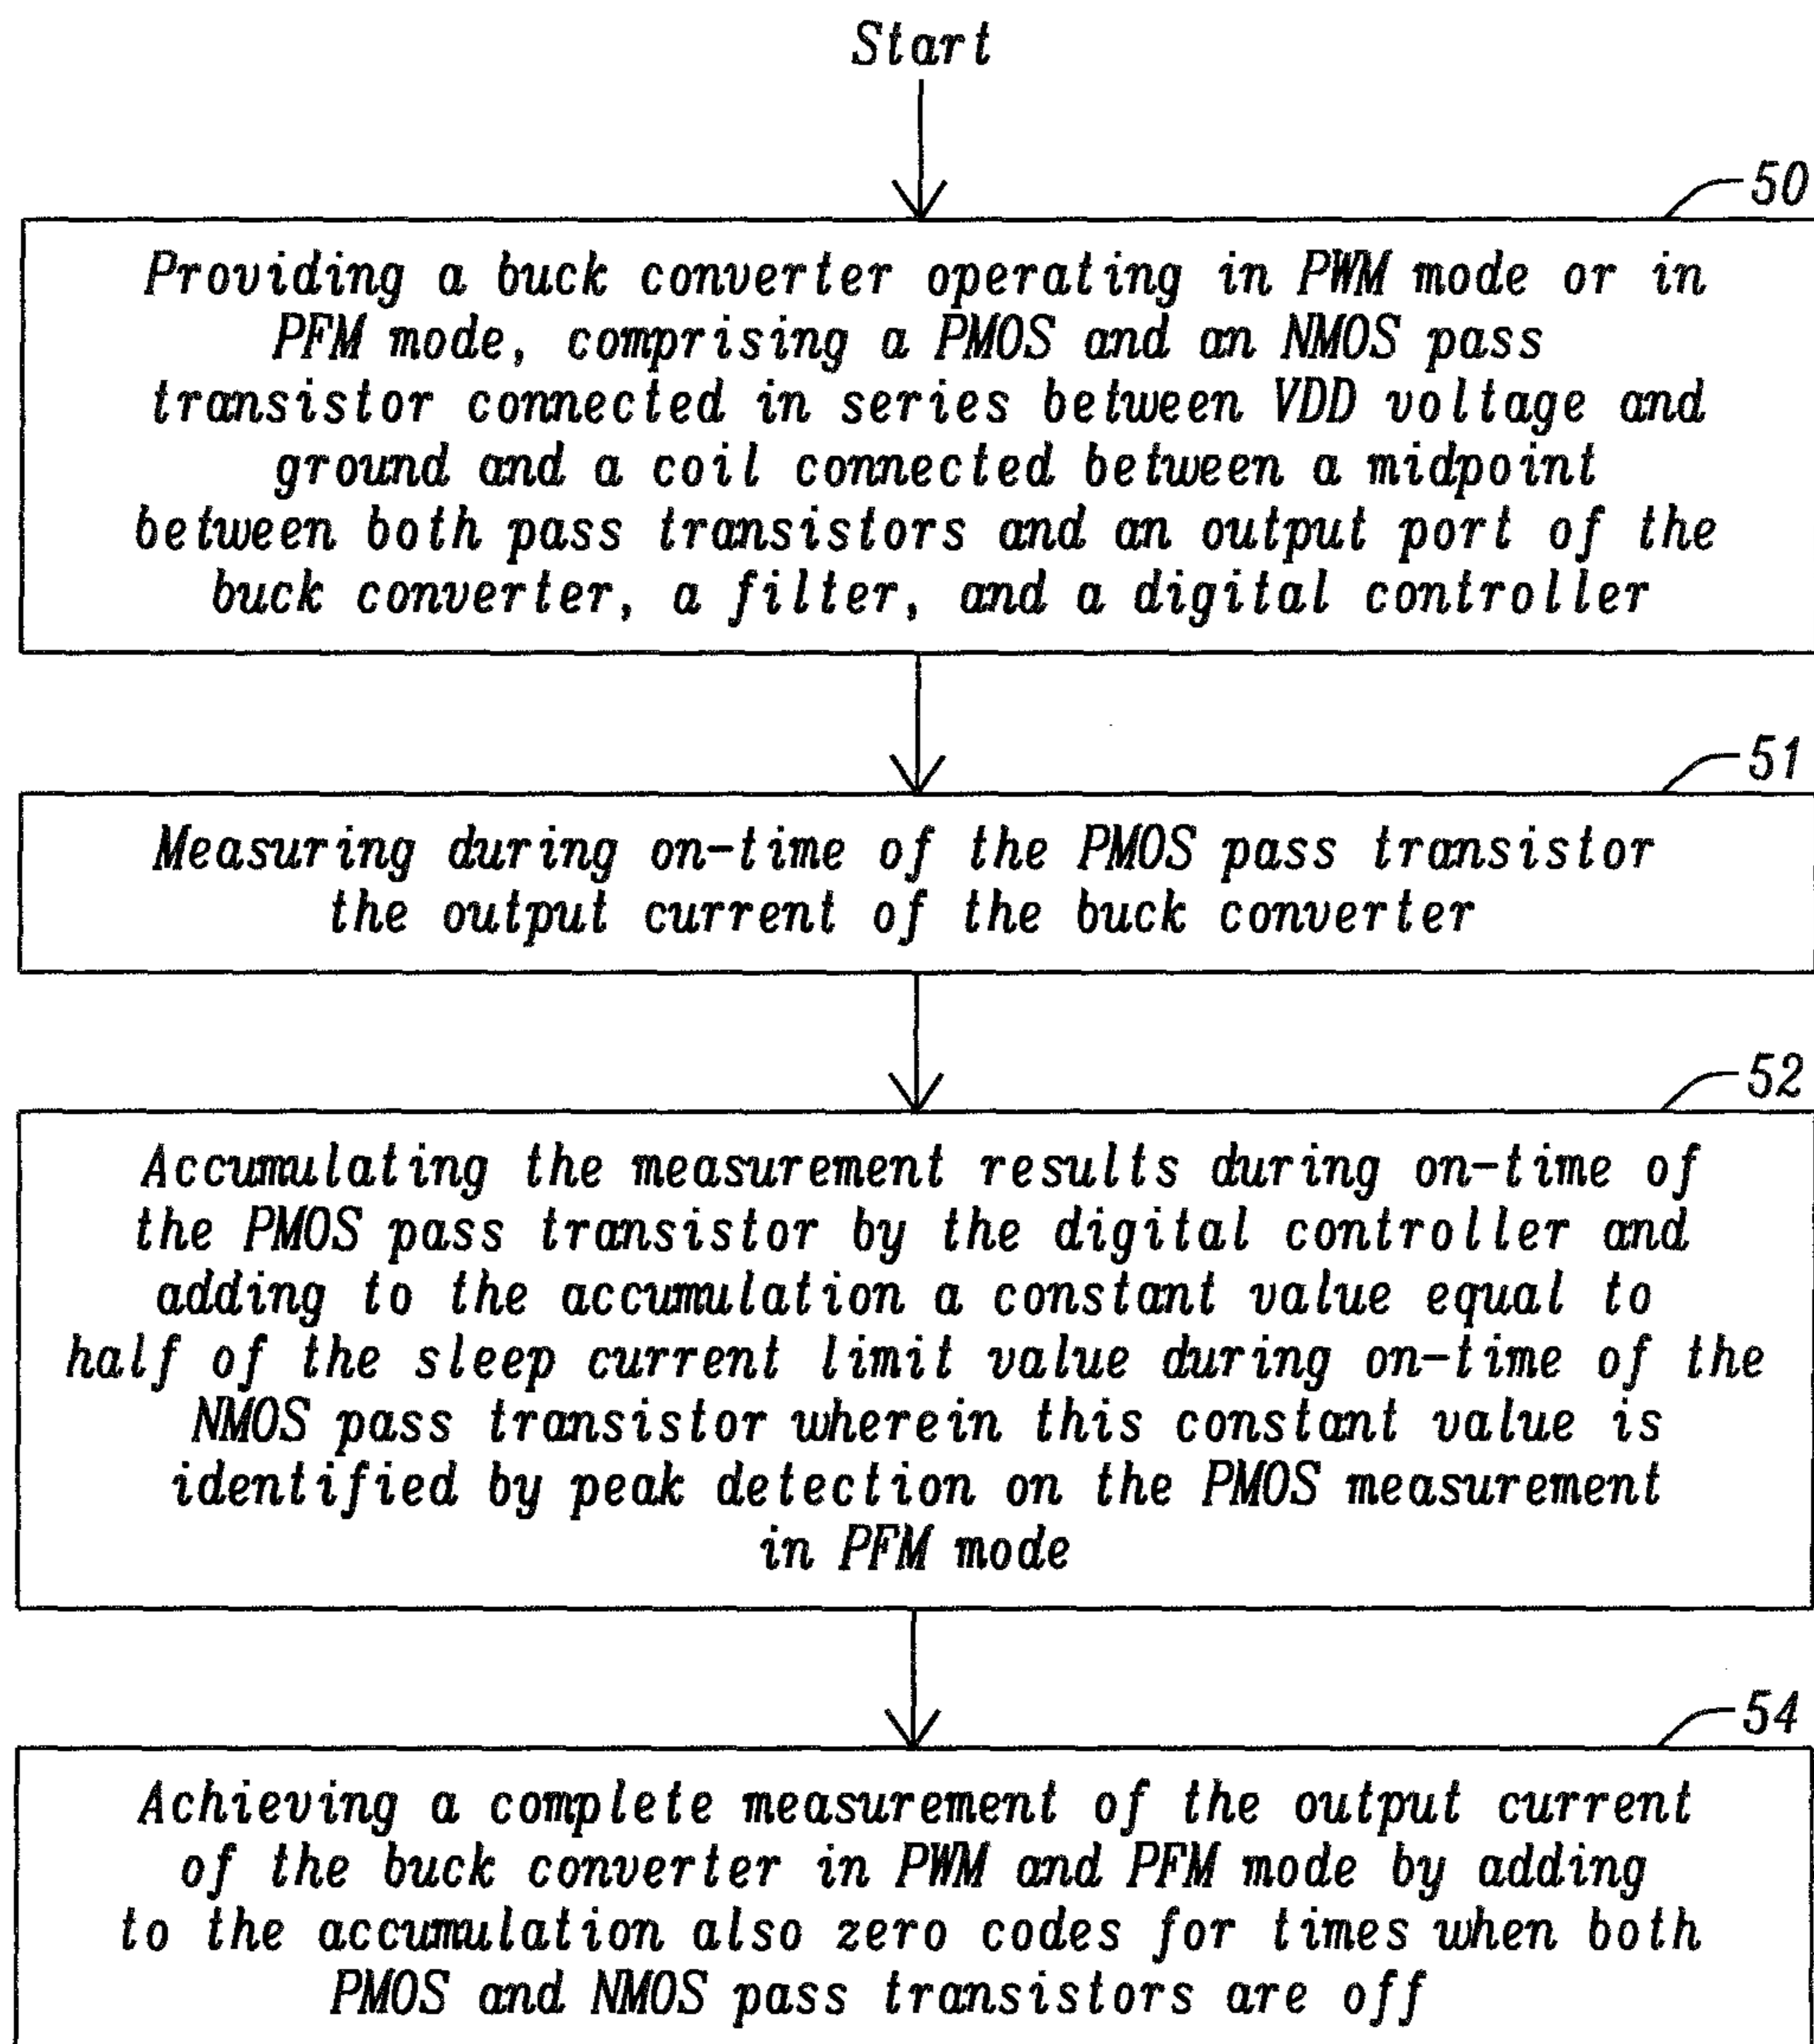 Start
50
Providing a buck converter operating in PWM mode or in
PFM mode, comprising a PMOS and an NMOS pass
transistor connected in series between VDD voltage and
ground and a coil connected between a midpoint
between both pass transistors and an output port of the
buck converter, a filter, and a digital controller
51
Measuring during on-time of the PMOS pass transistor
the output current of the buck converter
52
Accumulating the measurement results during on-time of
the PMOS pass transistor by the digital controller and
adding to the accumulation a constant value equal to
half of the sleep current limit value during on-time of the
NMOS pass transistor wherein this constant value is
identified by peak detection on the PMOS measurement
in PFM mode
54
Achieving a complete measurement of the output current
of the buck converter in PWM and PFM mode by adding
to the accumulation also zero codes for times when both
PMOS and NMOS pass transistors are off